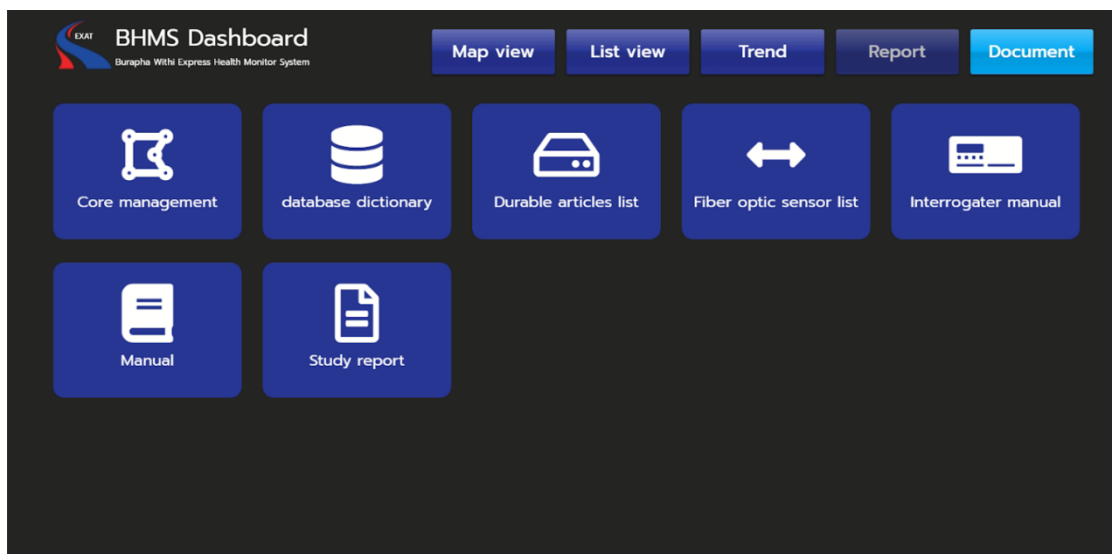 EXAT
BHMS Dashboard
Burapha Withi Express Health Monitor System
Map view
List view
Trend
Report
Document
Core management
database dictionary
Durable articles list
Fiber optic sensor list
Interrogater manual
Manual
Study report